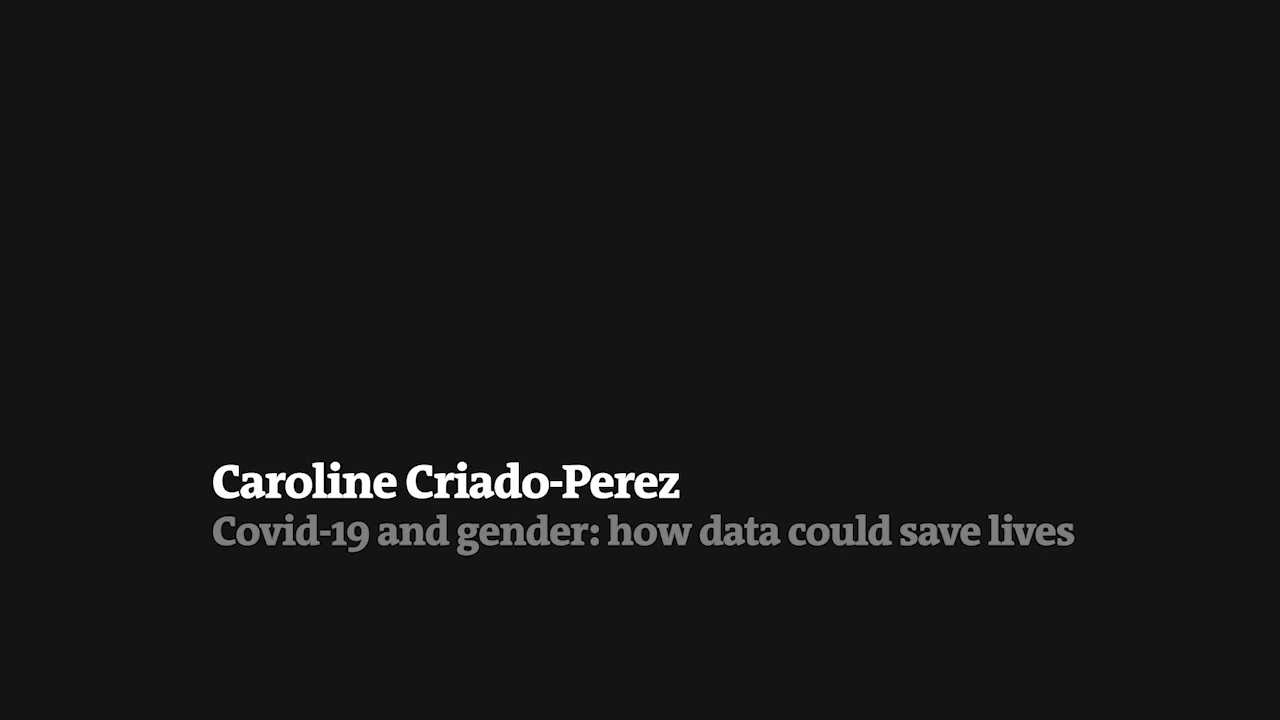 Caroline Criado-Perez
Covid-19 and gender: how data could save lives